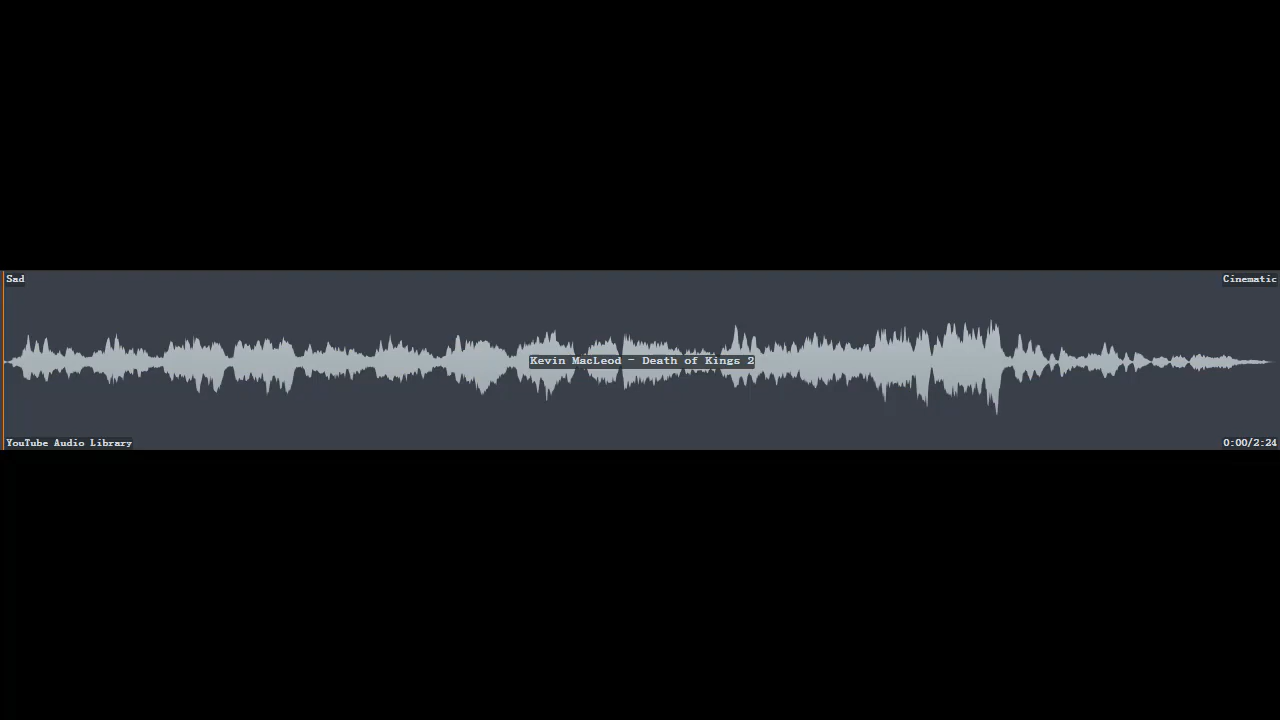 Sad
Cinematic
Kevin MacLeod - Death of Kings 2
YouTube Audio Library
0:00/2:24